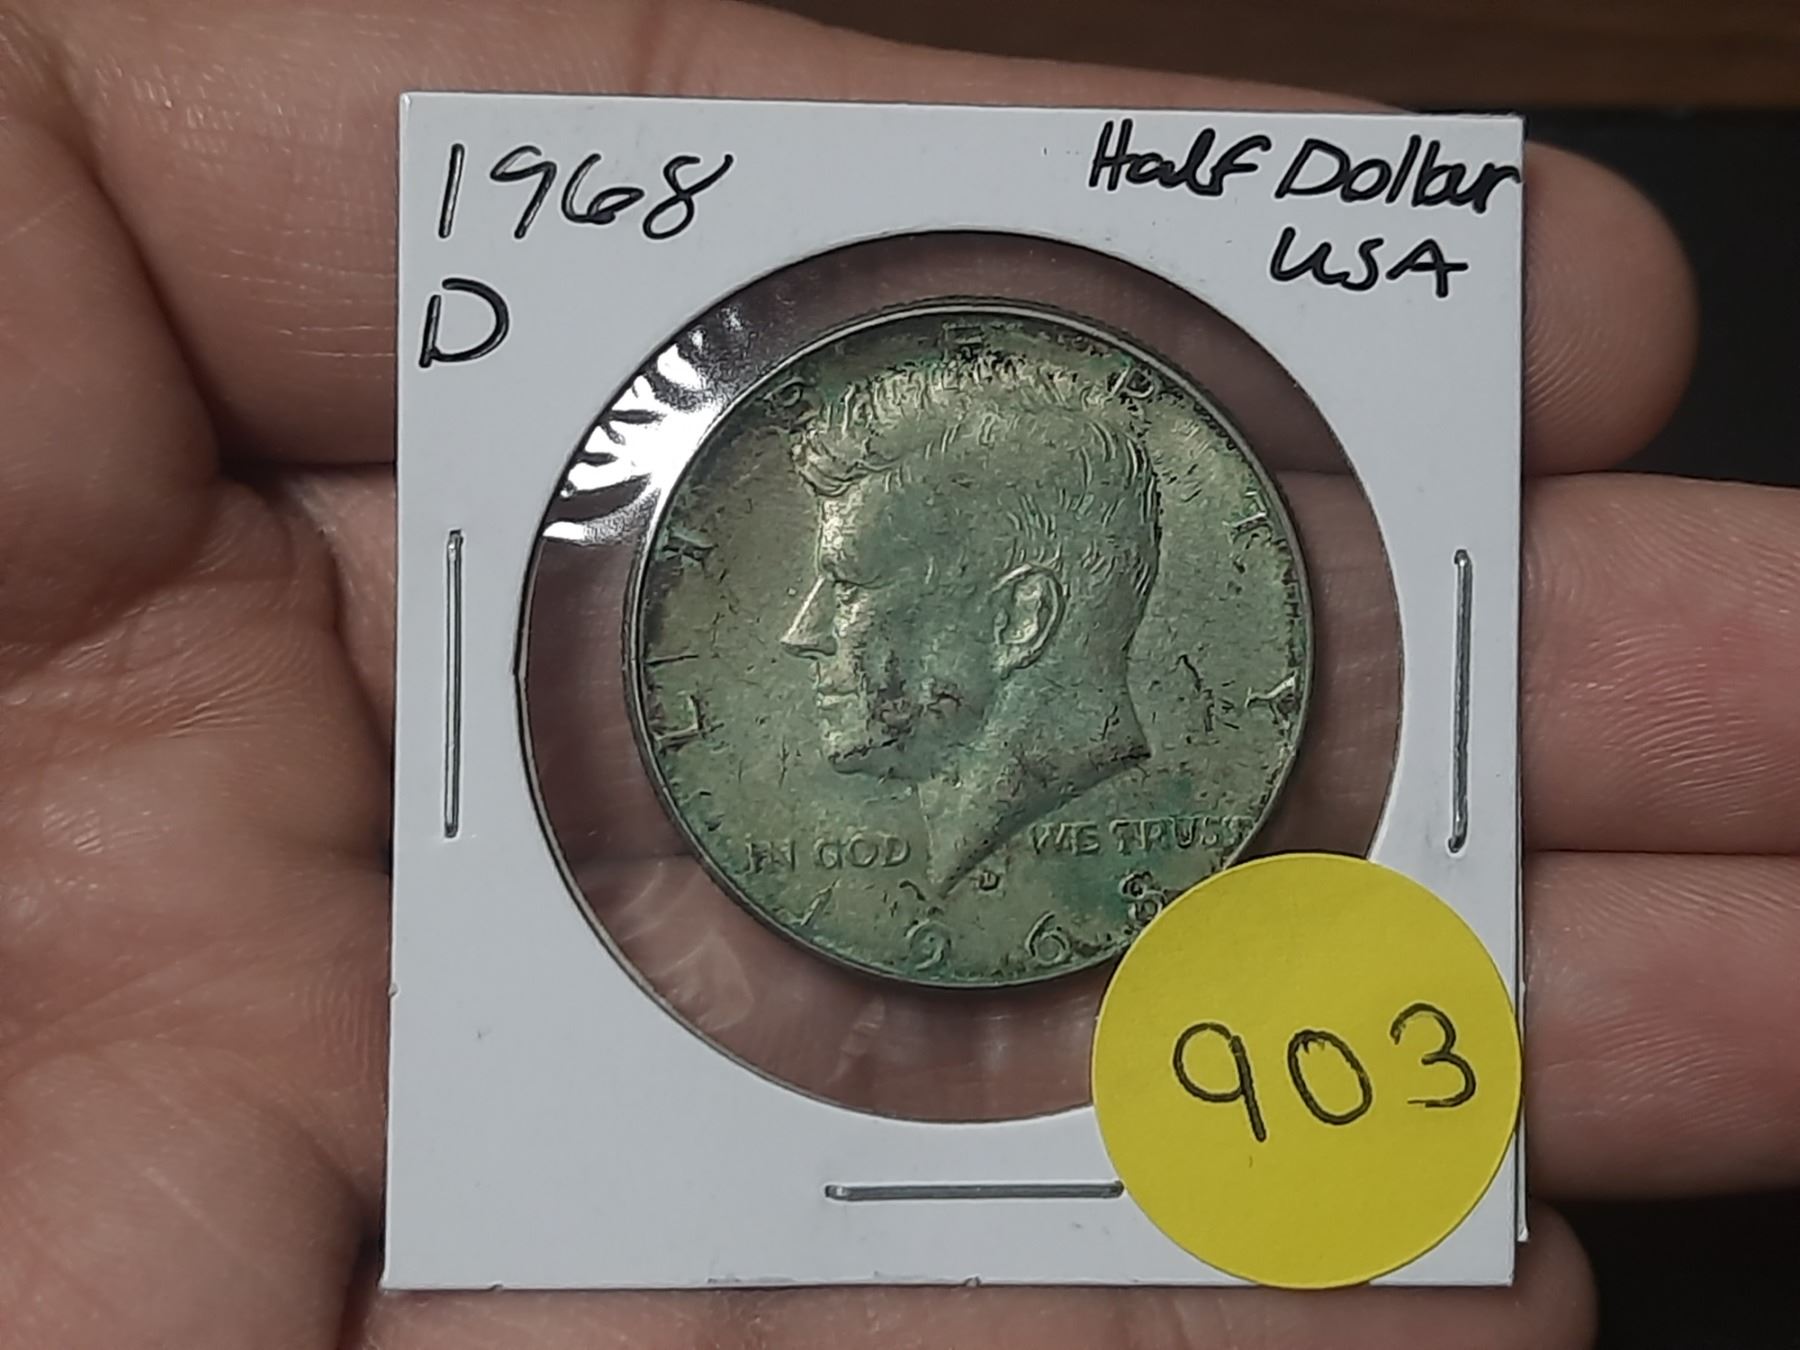 1968
D
Half Dollar
USA
LIBERTY
IN GOD WE TRUST
D
1968
903